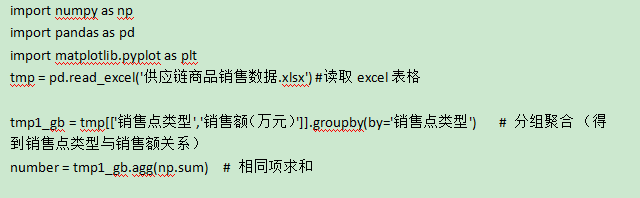 import numpy as np
import pandas as pd
import matplotlib.pyplot as plt
tmp = pd.read_excel('供应链商品销售数据.xlsx') #读取 excel 表格
tmp1_gb = tmp[['销售点类型','销售额（万元）']].groupby(by='销售点类型') # 分组聚合（得
到销售点类型与销售额关系）
number = tmp1_gb.agg(np.sum) # 相同项求和